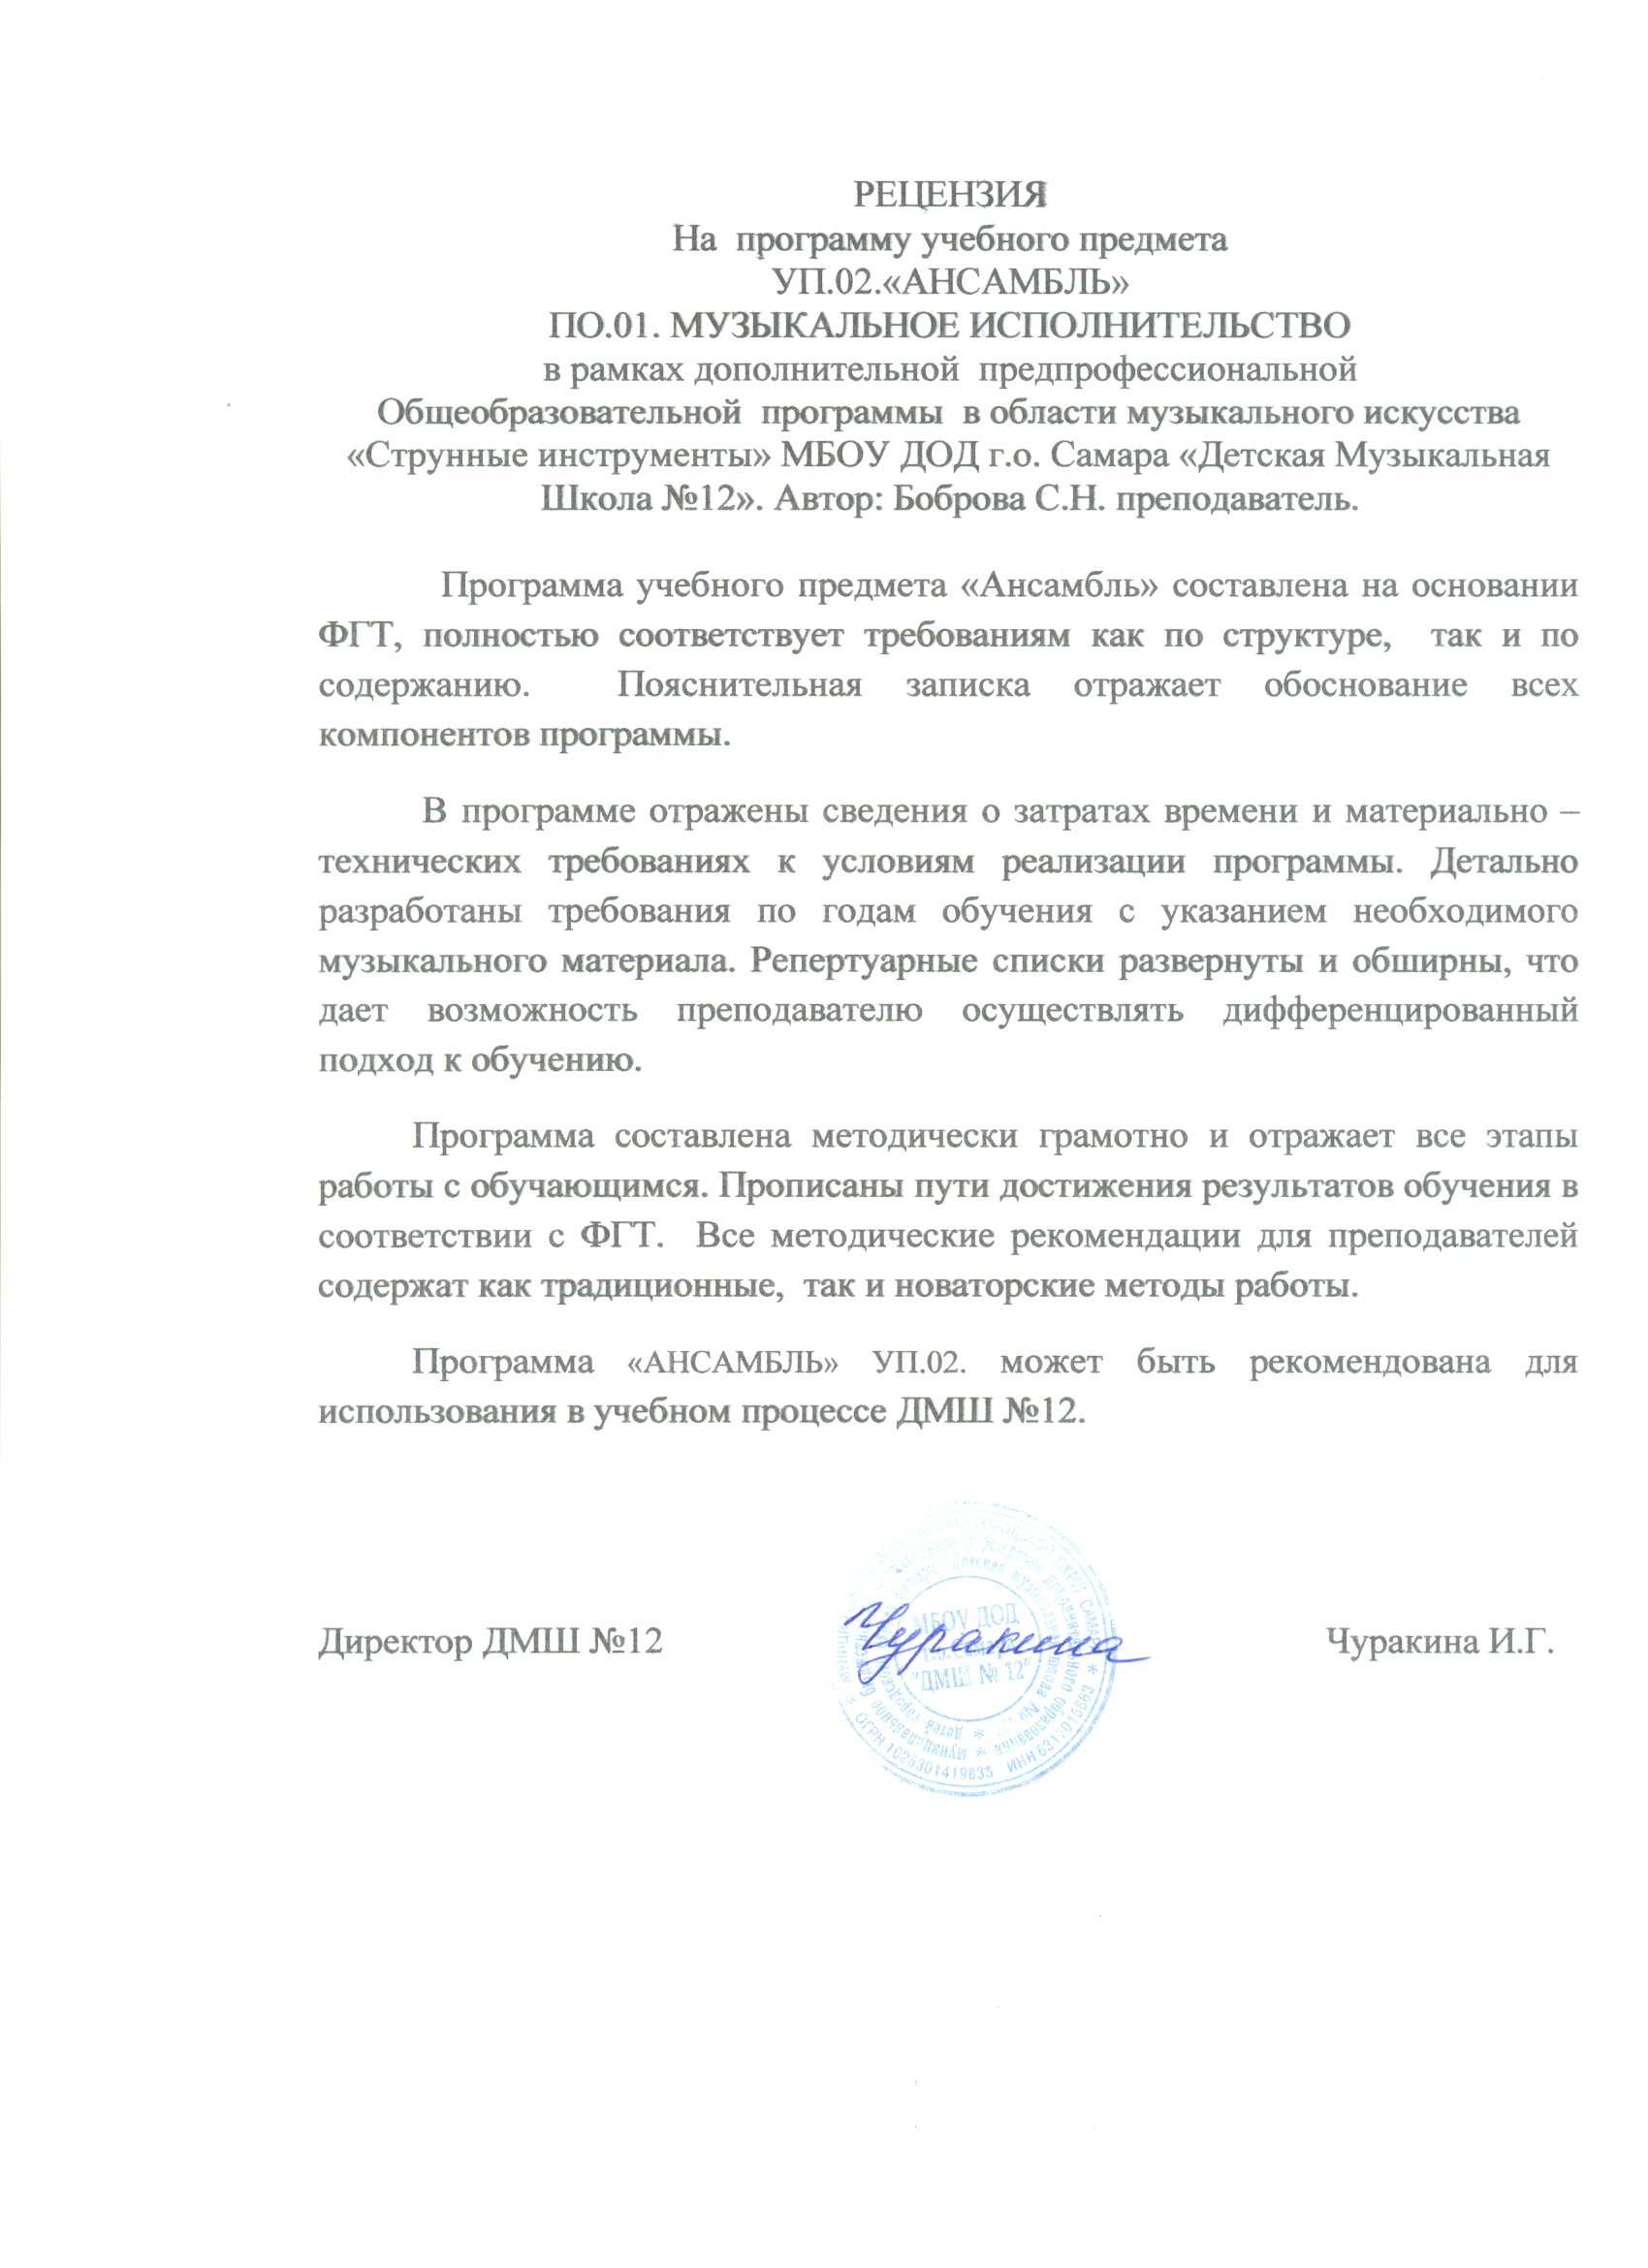 РЕЦЕНЗИЯ
На программу учебного предмета
УП.02.«АНСАМБЛЬ»
ПО.01. МУЗЫКАЛЬНОЕ ИСПОЛНИТЕЛЬСТВО
в рамках дополнительной предпрофессиональной
Общеобразовательной программы в области музыкального искусства
«Струнные инструменты» МБОУ ДОД г.о. Самара «Детская Музыкальная
Школа №12». Автор: Боброва С.Н. преподаватель.
Программа учебного предмета «Ансамбль» составлена на основании
ФГТ, полностью соответствует требованиям как по структуре, так и по
содержанию. Пояснительная записка отражает обоснование всех
компонентов программы.
В программе отражены сведения о затратах времени и материально –
технических требованиях к условиям реализации программы. Детально
разработаны требования по годам обучения с указанием необходимого
музыкального материала. Репертуарные списки развернуты и обширны, что
дает возможность преподавателю осуществлять дифференцированный
подход к обучению.
Программа составлена методически грамотно и отражает все этапы
работы с обучающимся. Прописаны пути достижения результатов обучения в
соответствии с ФГТ. Все методические рекомендации для преподавателей
содержат как традиционные, так и новаторские методы работы.
Программа «АНСАМБЛЬ» УП.02. может быть рекомендована для
использования в учебном процессе ДМШ №12.
Директор ДМШ №12 Чуракина Чуракина И.Г.
МБОУ ДОД
г.о. Самара
"ДМШ № 12"
ОГРН 1026301419835 ИНН 6317015663